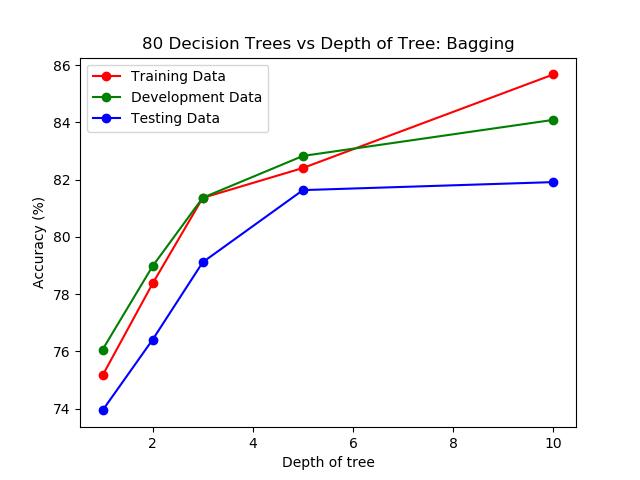 80 Decision Trees vs Depth of Tree: Bagging
Training Data
Development Data
Testing Data
Accuracy (%)
86
84
82
80
78
76
74
2 4 6 8 10
Depth of tree